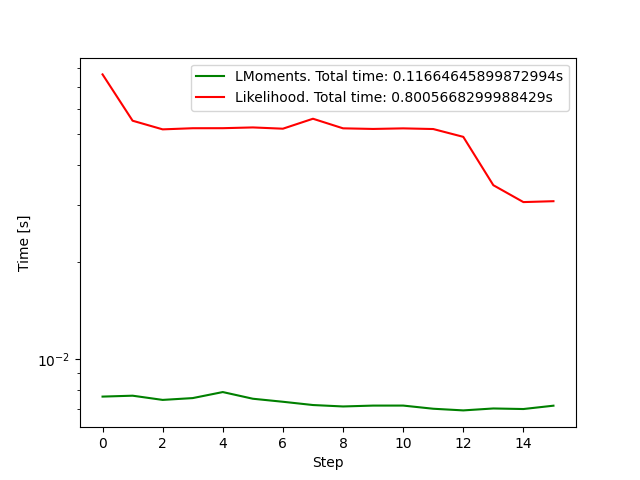 LMoments. Total time: 0.11664645899872994s
Likelihood. Total time: 0.8005668299988429s
Time [s]
10⁻²
0 2 4 6 8 10 12 14
Step